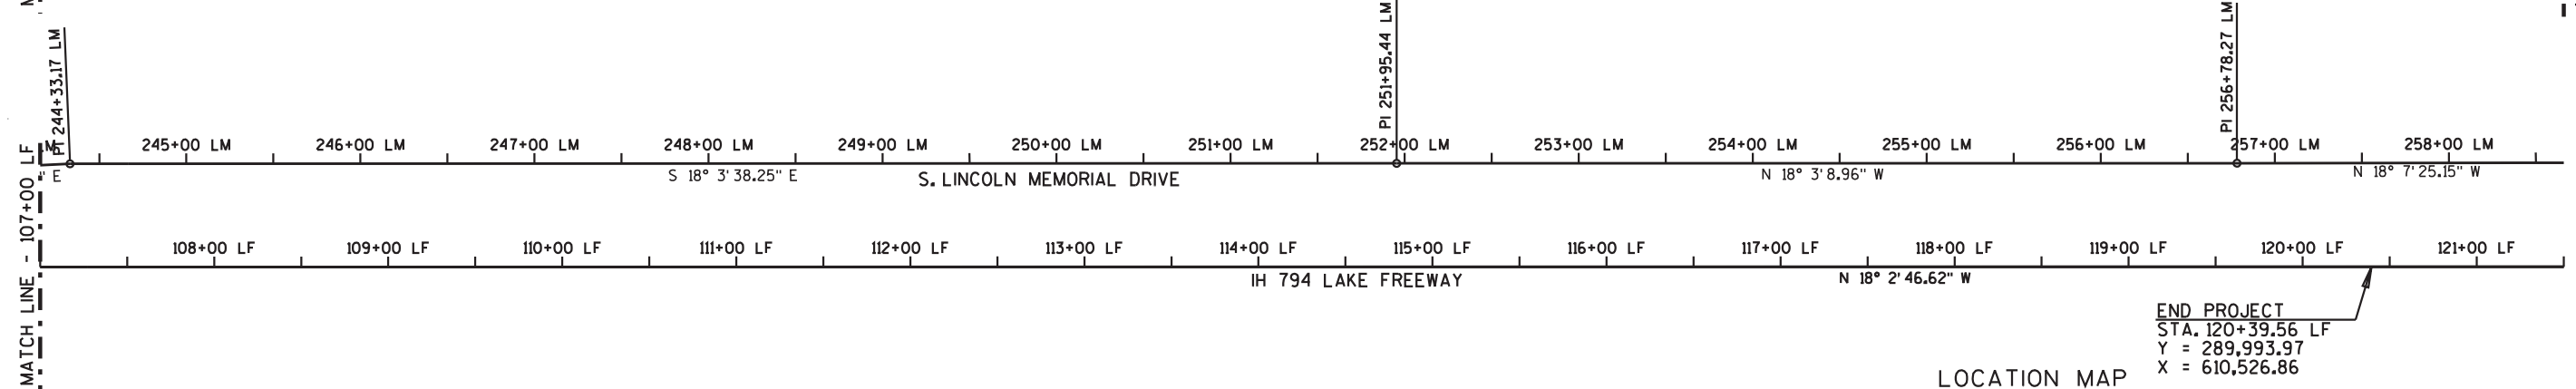 PI 244+33.17 LM
PI 251+95.44 LM
PI 256+78.27 LM
245+00 LM 246+00 LM 247+00 LM 248+00 LM 249+00 LM 250+00 LM 251+00 LM 252+00 LM 253+00 LM 254+00 LM 255+00 LM 256+00 LM 257+00 LM 258+00 LM
" E S 18° 3'38.25" E S. LINCOLN MEMORIAL DRIVE N 18° 3'8.96" W N 18° 7'25.15" W
MATCH LINE - 107+00 LF
108+00 LF 109+00 LF 110+00 LF 111+00 LF 112+00 LF 113+00 LF 114+00 LF 115+00 LF 116+00 LF 117+00 LF 118+00 LF 119+00 LF 120+00 LF 121+00 LF
IH 794 LAKE FREEWAY N 18° 2'46.62" W
END PROJECT
STA. 120+39.56 LF
Y = 289,993.97
X = 610,526.86
LOCATION MAP